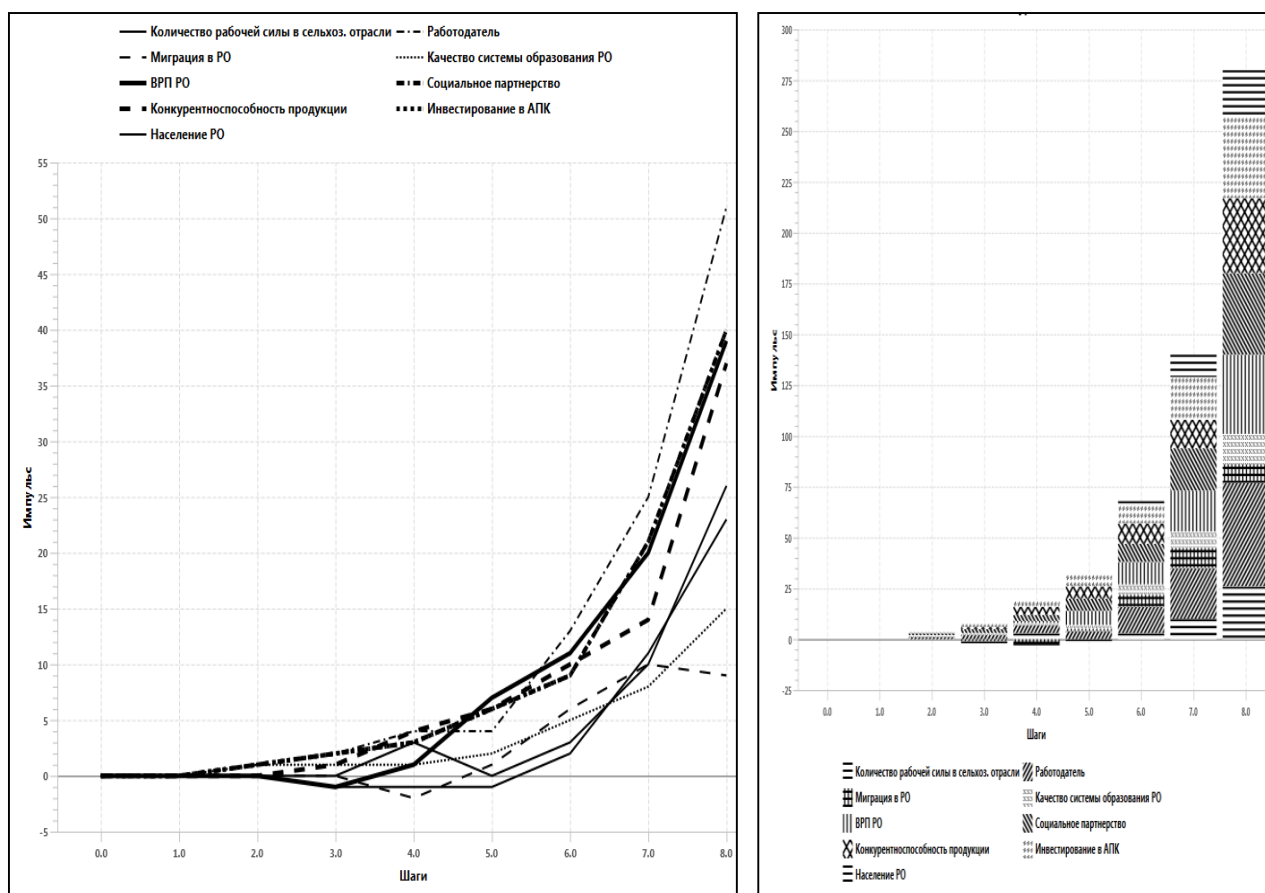 Количество рабочей силы в сельхоз. отрасли Работодатель
Миграция в РО Качество системы образования РО
ВРП РО Социальное партнерство
Конкурентноспособность продукции Инвестирование в АПК
Население РО
55
50
45
40
35
30
25
20
15
10
5
0
-5
Импульс
0.0 1.0 2.0 3.0 4.0 5.0 6.0 7.0 8.0
Шаги
300
275
250
225
200
175
150
125
100
75
50
25
0
-25
Импульс
0.0 1.0 2.0 3.0 4.0 5.0 6.0 7.0 8.0
Шаги
Количество рабочей силы в сельхоз. отрасли Работодатель
Миграция в РО Качество системы образования РО
ВРП РО Социальное партнерство
Конкурентноспособность продукции Инвестирование в АПК
Население РО